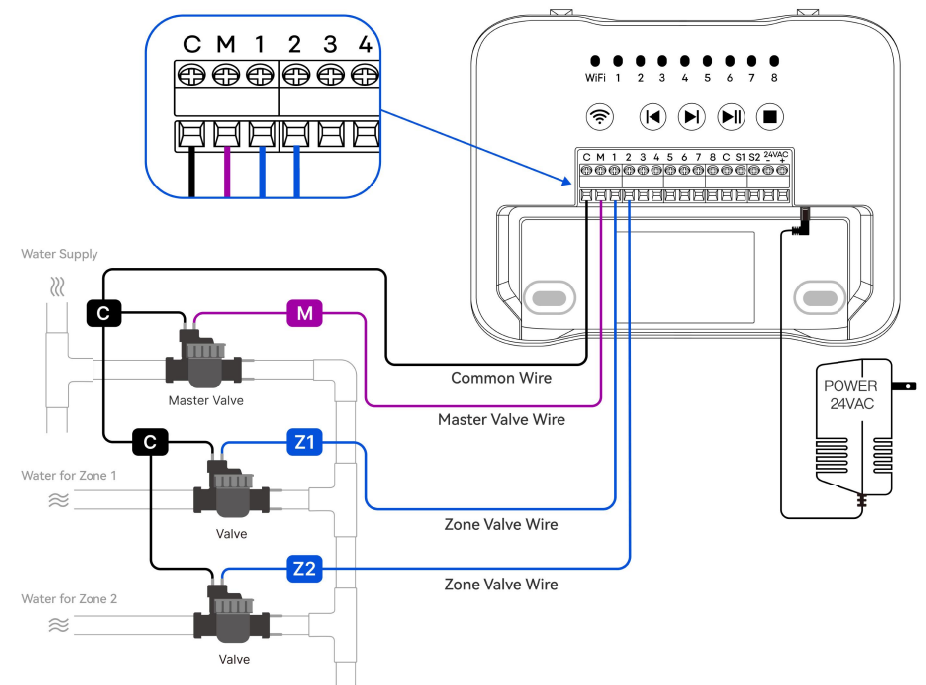 C M 1 2 3 4
WiFi 1 2 3 4 5 6 7 8
C M 1 2 3 4 5 6 7 8 C S1 S2 24VAC
- +
Water Supply
C
M
Master Valve
Common Wire
Master Valve Wire
POWER
24VAC
C
Z1
Water for Zone 1
Valve
Zone Valve Wire
Z2
Zone Valve Wire
Water for Zone 2
Valve